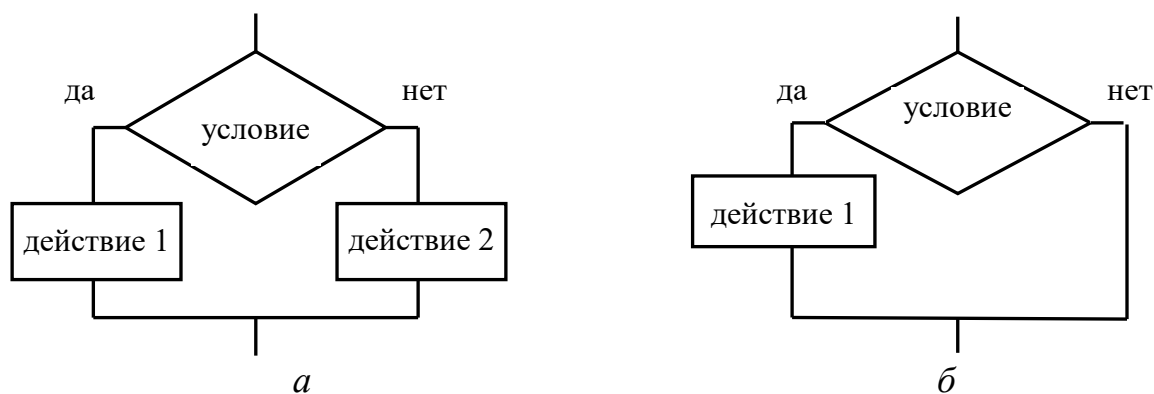 да
нет
условие
действие 1
действие 2
а
да
нет
условие
действие 1
б